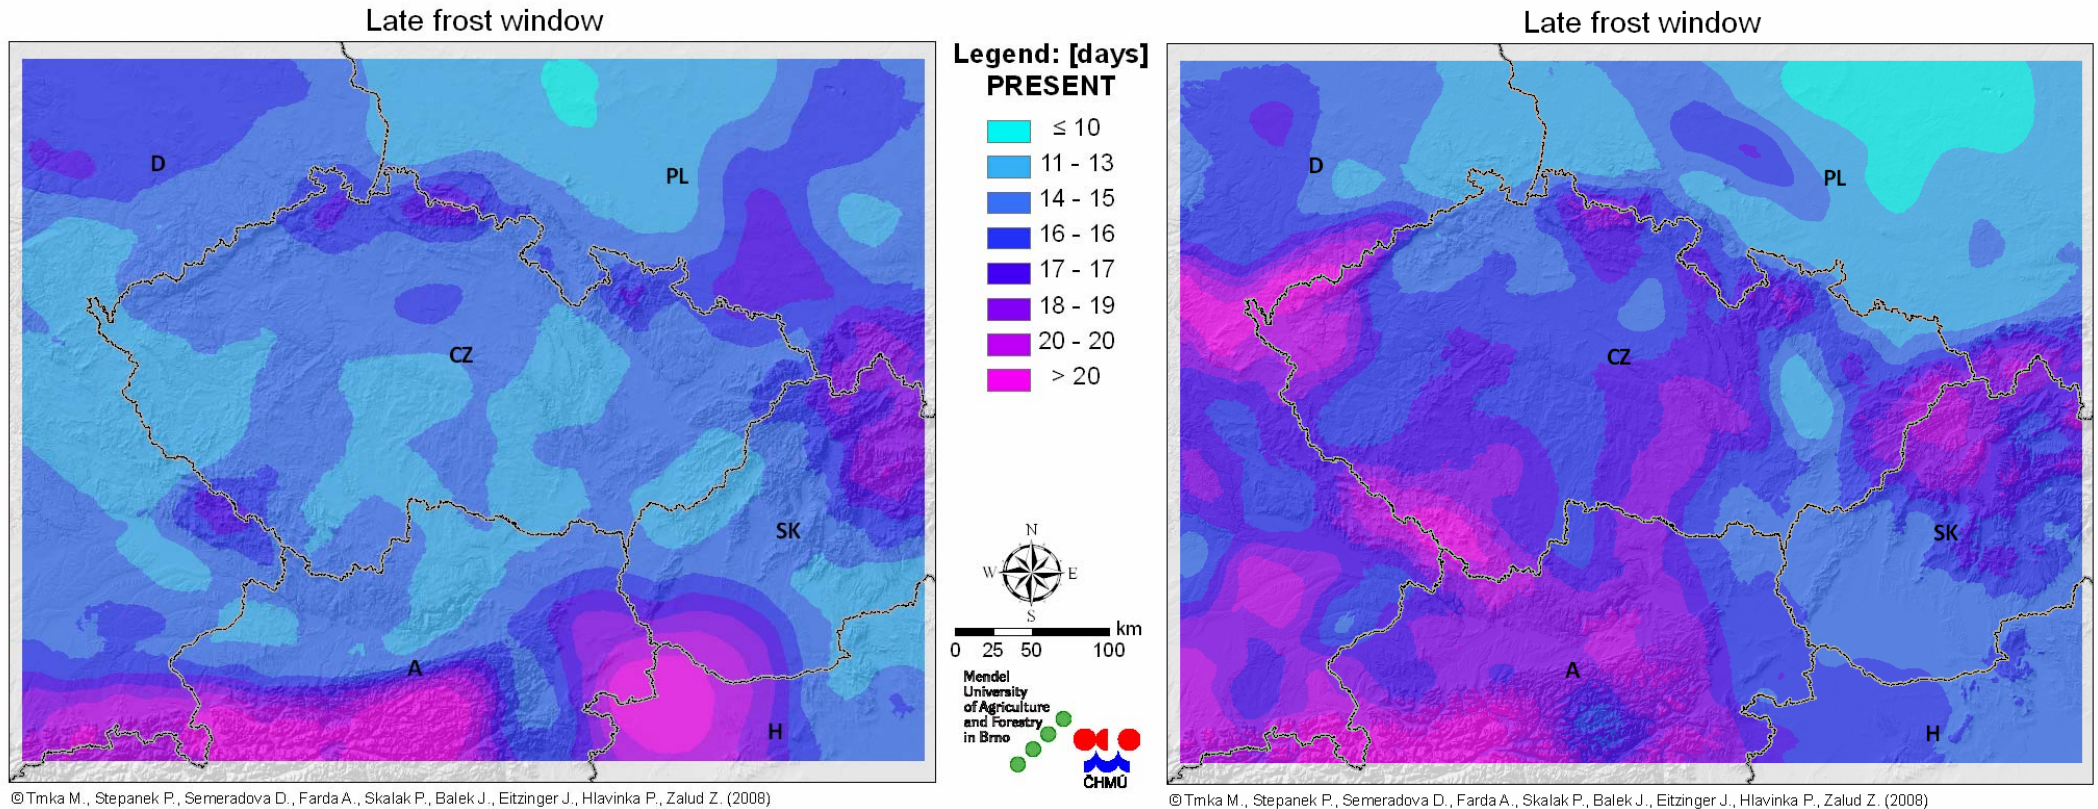 Late frost window
D
PL
CZ
SK
A
H
© Trnka M., Stepanek P., Semeradova D., Farda A., Skalak P., Balek J., Eitzinger J., Hlavinka P., Zalud Z. (2008)
Legend: [days]
PRESENT
≤ 10
11 - 13
14 - 15
16 - 16
17 - 17
18 - 19
20 - 20
> 20
N
W E
S
km
0 25 50 100
Mendel
University
of Agriculture
and Forestry
in Brno
ČHMÚ
Late frost window
D
PL
CZ
SK
A
H
© Trnka M., Stepanek P., Semeradova D., Farda A., Skalak P., Balek J., Eitzinger J., Hlavinka P., Zalud Z. (2008)